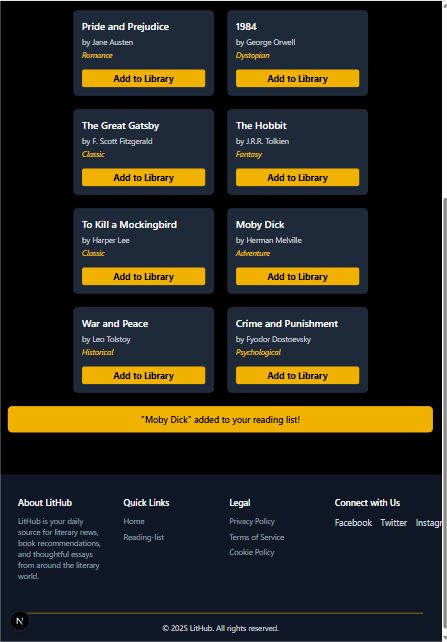 Pride and Prejudice
by Jane Austen
Romance
Add to Library
1984
by George Orwell
Dystopian
Add to Library
The Great Gatsby
by F. Scott Fitzgerald
Classic
Add to Library
The Hobbit
by J.R.R. Tolkien
Fantasy
Add to Library
To Kill a Mockingbird
by Harper Lee
Classic
Add to Library
Moby Dick
by Herman Melville
Adventure
Add to Library
War and Peace
by Leo Tolstoy
Historical
Add to Library
Crime and Punishment
by Fyodor Dostoevsky
Psychological
Add to Library
"Moby Dick" added to your reading list!
About LitHub
LitHub is your daily
source for literary news,
book recommendations,
and thoughtful essays
from around the literary
world.
Quick Links
Home
Reading-list
Legal
Privacy Policy
Terms of Service
Cookie Policy
Connect with Us
Facebook Twitter Instagr
N
© 2025 LitHub. All rights reserved.